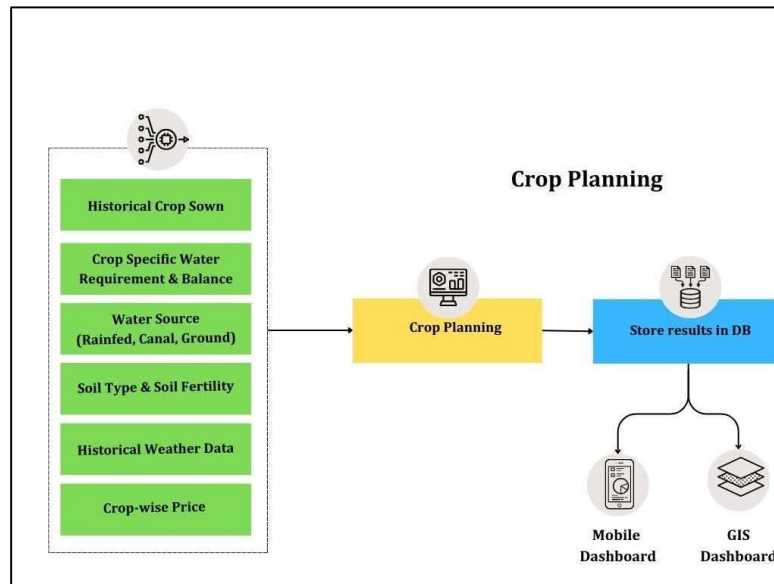 Crop Planning
Historical Crop Sown
Crop Specific Water
Requirement & Balance
Water Source
(Rainfed, Canal, Ground)
Soil Type & Soil Fertility
Historical Weather Data
Crop-wise Price
Crop Planning
Store results in DB
Mobile
Dashboard
GIS
Dashboard